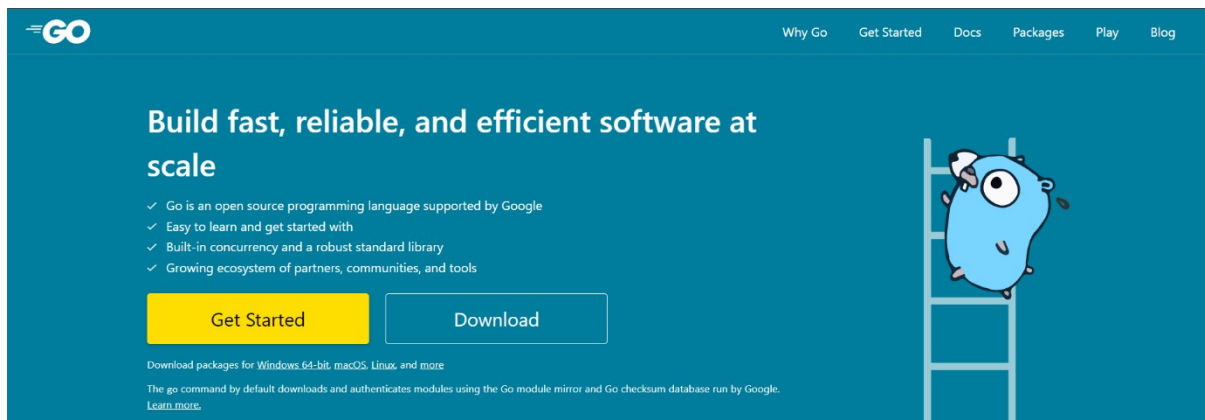 GO
Why Go Get Started Docs Packages Play Blog
Build fast, reliable, and efficient software at
scale
Go is an open source programming language supported by Google
Easy to learn and get started with
Built-in concurrency and a robust standard library
Growing ecosystem of partners, communities, and tools
Get Started Download
Download packages for Windows 64-bit, macOS, Linux, and more
The go command by default downloads and authenticates modules using the Go module mirror and Go checksum database run by Google.
Learn more.